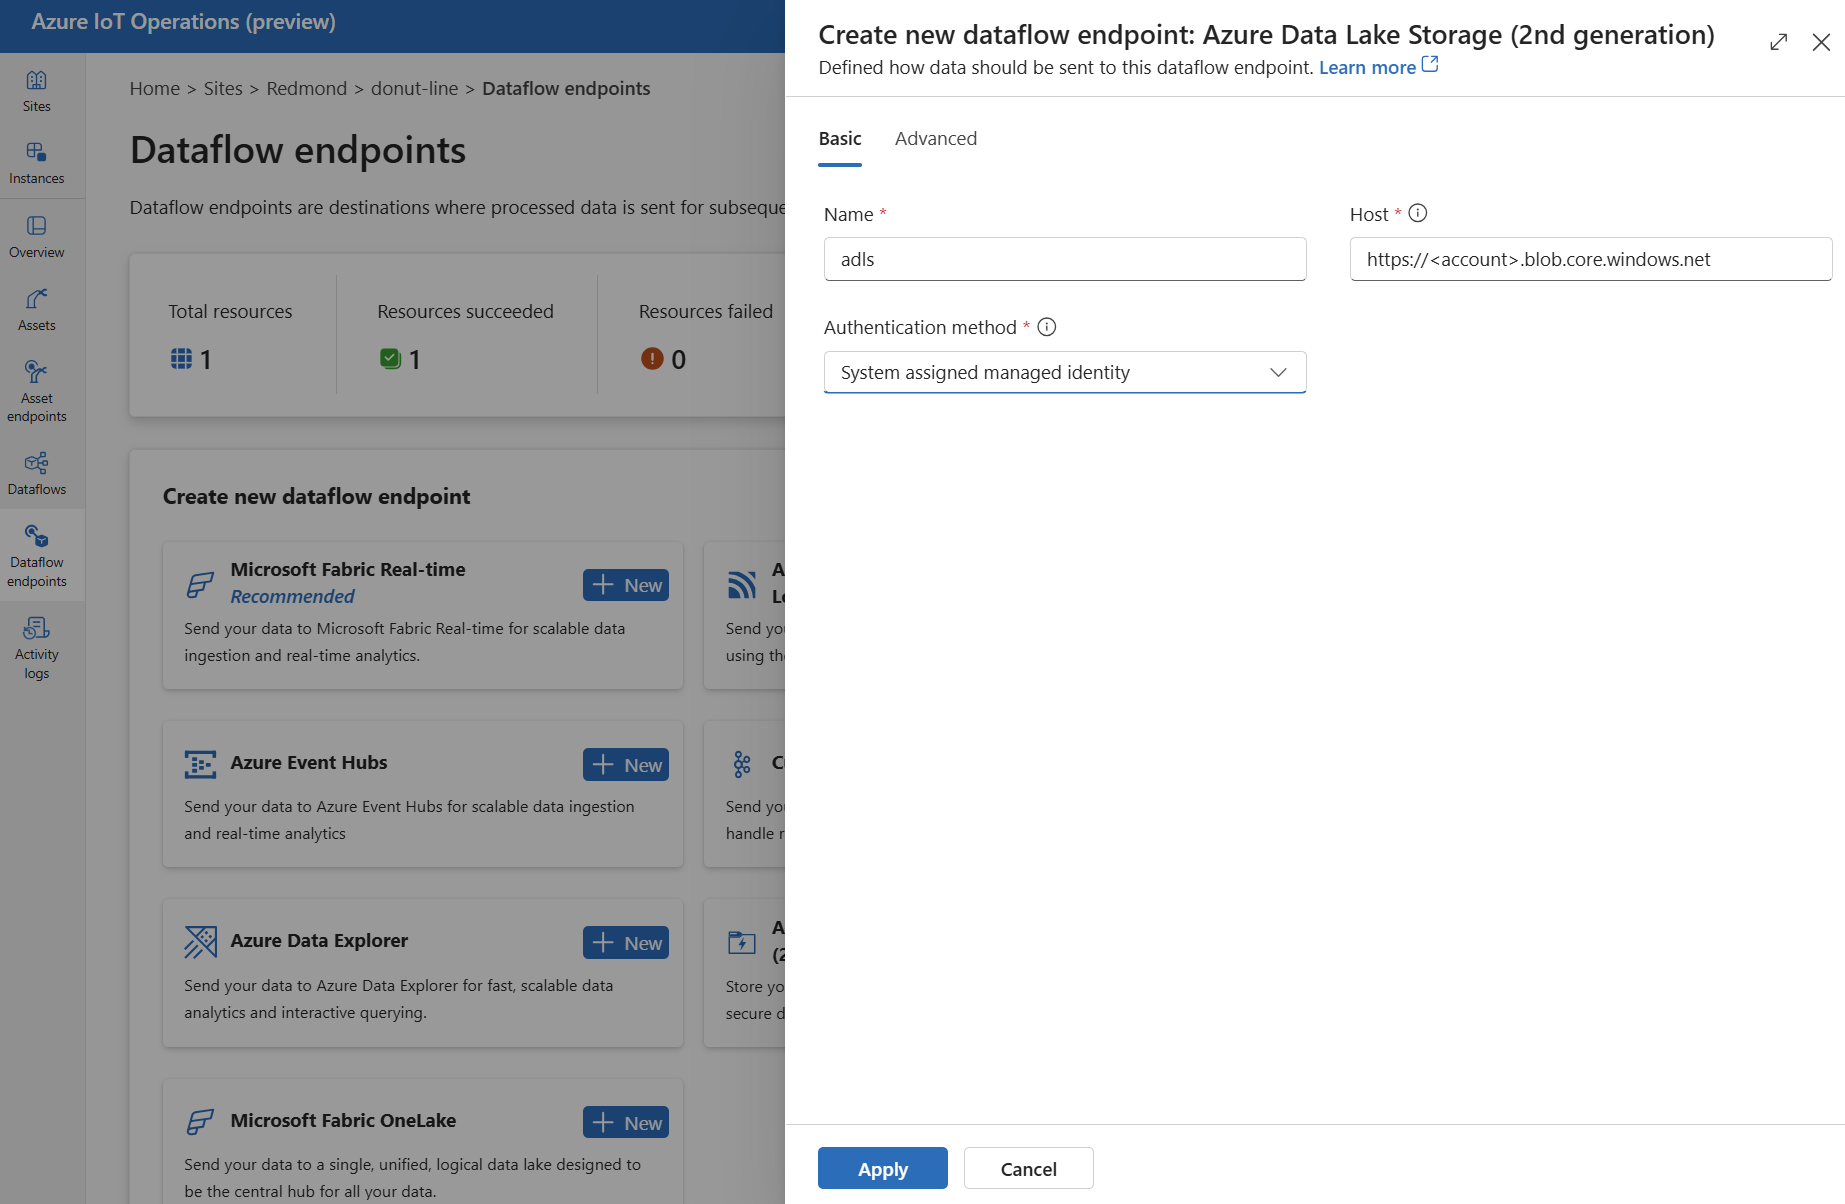 Azure IoT Operations (preview)
Sites
Instances
Overview
Assets
Asset
endpoints
Dataflows
Dataflow
endpoints
Activity
logs
Home > Sites > Redmond > donut-line > Dataflow endpoints
Dataflow endpoints
Dataflow endpoints are destinations where processed data is sent for subseque
Total resources
1
Resources succeeded
1
Resources failed
0
Create new dataflow endpoint
Microsoft Fabric Real-time
Recommended
+ New
Send your data to Microsoft Fabric Real-time for scalable data
ingestion and real-time analytics.
A
Lo
Send you
using the
Azure Event Hubs
+ New
Send your data to Azure Event Hubs for scalable data ingestion
and real-time analytics
Cu
Send you
handle r
Azure Data Explorer
+ New
Send your data to Azure Data Explorer for fast, scalable data
analytics and interactive querying.
A
(2
Store yo
secure d
Microsoft Fabric OneLake
+ New
Send your data to a single, unified, logical data lake designed to
be the central hub for all your data.
Create new dataflow endpoint: Azure Data Lake Storage (2nd generation)
Defined how data should be sent to this dataflow endpoint. Learn more
Basic
Advanced
Name *
adls
Host *
https://<account>.blob.core.windows.net
Authentication method *
System assigned managed identity
Apply
Cancel